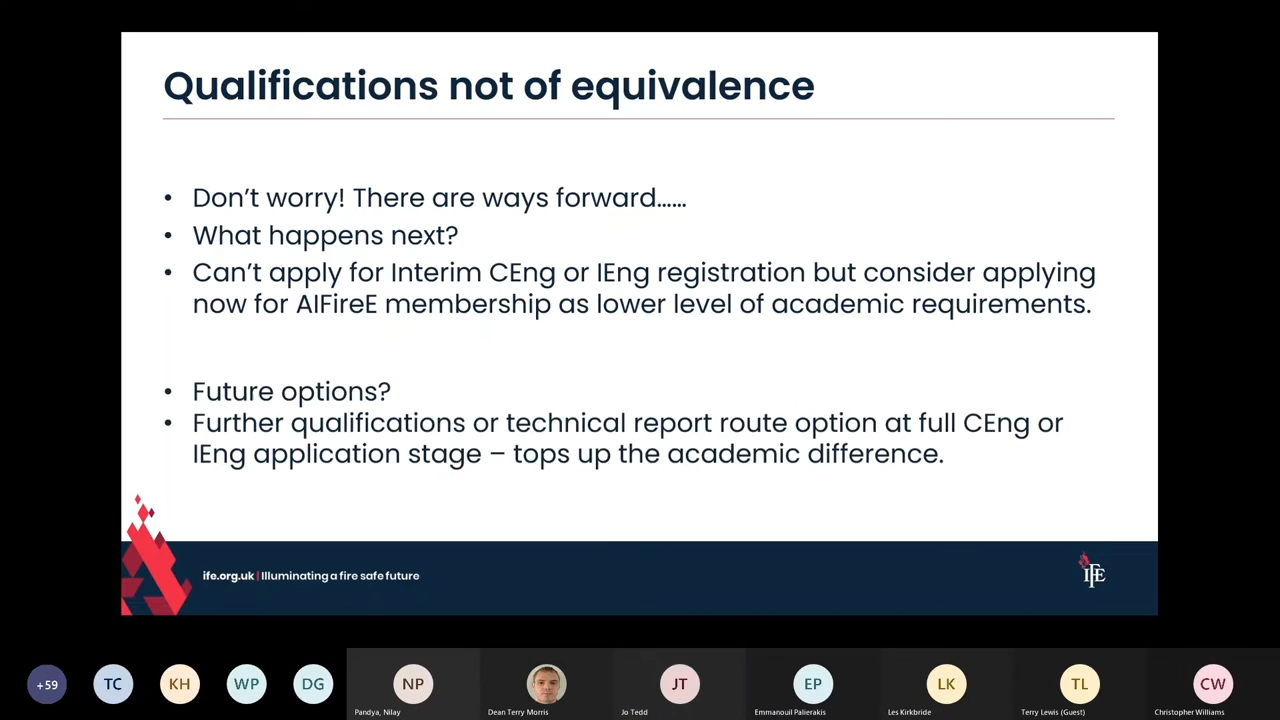 Qualifications not of equivalence
• Don't worry! There are ways forward......
• What happens next?
• Can't apply for Interim CEng or IEng registration but consider applying
now for AIFireE membership as lower level of academic requirements.
• Future options?
• Further qualifications or technical report route option at full CEng or
IEng application stage – tops up the academic difference.
ife.org.uk | Illuminating a fire safe future
IFE
+59 TC KH WP DG NP JT EP LK TL CW
Pandya, Nilay Dean Terry Morris Jo Tedd Emmanouil Palierakis Les Kirkbride Terry Lewis (Guest) Christopher Williams